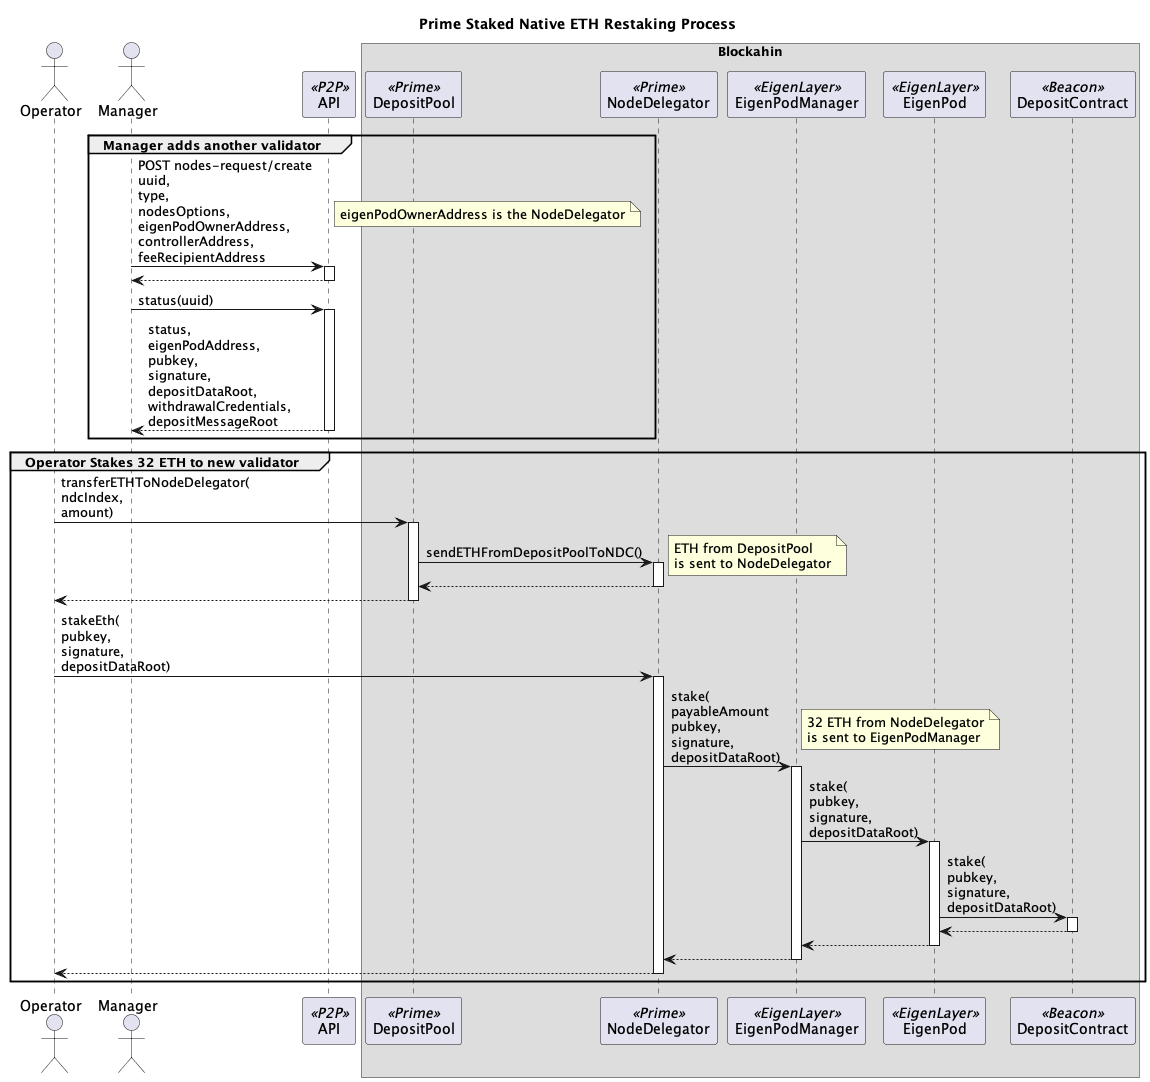 Prime Staked Native ETH Restaking Process
Blockahin
Operator
Manager
«P2P»
API
«Prime»
DepositPool
«Prime»
NodeDelegator
«EigenLayer»
EigenPodManager
«EigenLayer»
EigenPod
«Beacon»
DepositContract
Manager adds another validator
POST nodes-request/create
uuid,
type,
nodesOptions,
eigenPodOwnerAddress,
controllerAddress,
feeRecipientAddress
eigenPodOwnerAddress is the NodeDelegator
status(uuid)
status,
eigenPodAddress,
pubkey,
signature,
depositDataRoot,
withdrawalCredentials,
depositMessageRoot
Operator Stakes 32 ETH to new validator
transferETHToNodeDelegator(
ndcIndex,
amount)
sendETHFromDepositPoolToNDC()
ETH from DepositPool
is sent to NodeDelegator
stakeEth(
pubkey,
signature,
depositDataRoot)
stake(
payableAmount
pubkey,
signature,
depositDataRoot)
32 ETH from NodeDelegator
is sent to EigenPodManager
stake(
pubkey,
signature,
depositDataRoot)
stake(
pubkey,
signature,
depositDataRoot)
Operator
Manager
«P2P»
API
«Prime»
DepositPool
«Prime»
NodeDelegator
«EigenLayer»
EigenPodManager
«EigenLayer»
EigenPod
«Beacon»
DepositContract